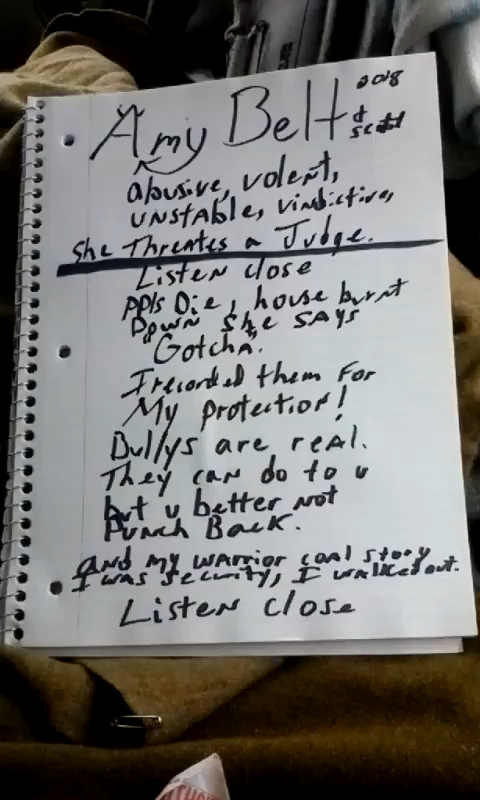 2018
Amy Belt
&
abusive, volent,
unstable, vindictive,
she Threates a Judge.
Listen close
ppls Die, house burnt
Down she says
"Gotcha".
I recorded them for
My protection!
Bullys are real.
They can do to u
but u better not
Punch Back.
and my warrior coal story
I was security, I walked out.
Listen close